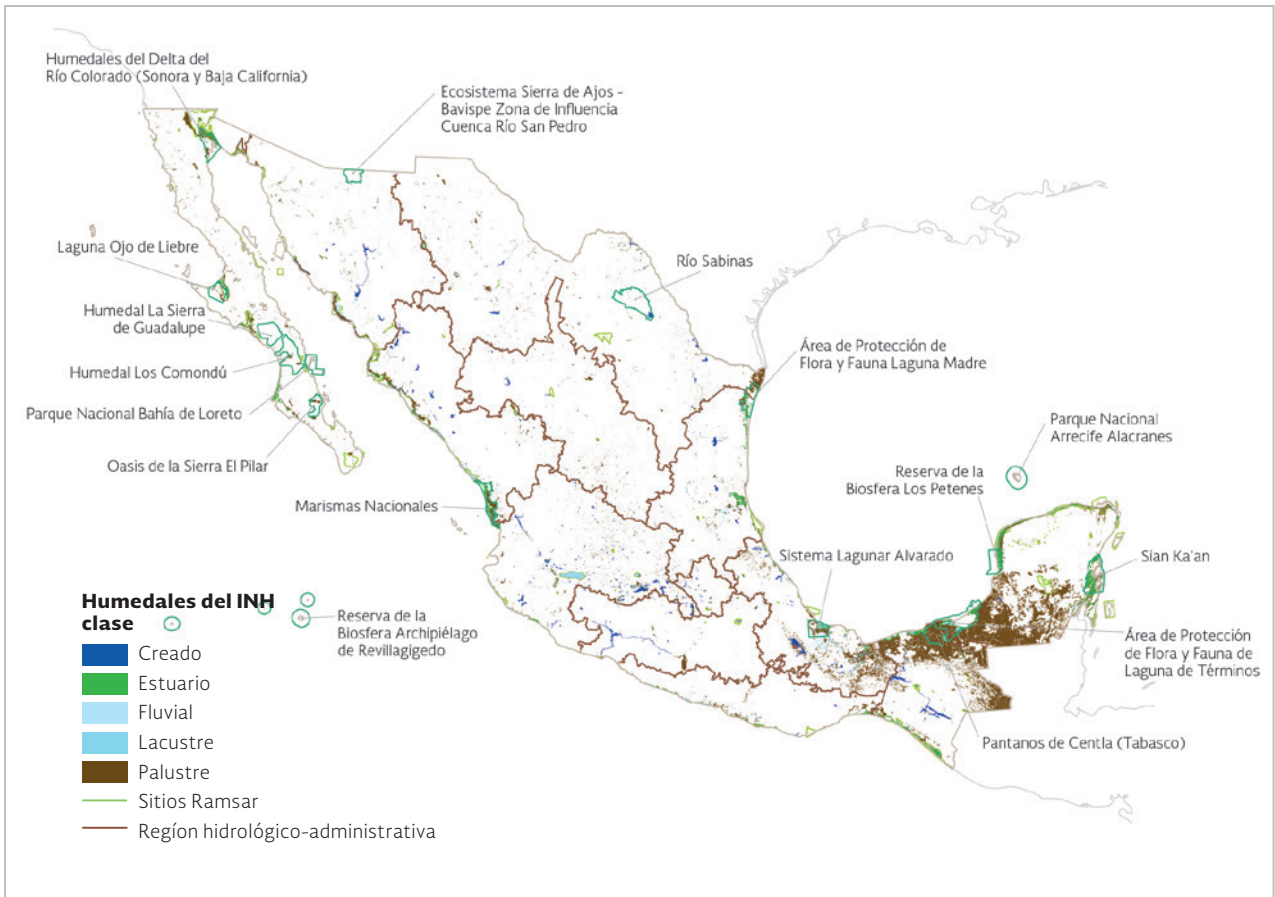 Humedales del Delta del
Río Colorado (Sonora y Baja California)
Ecosistema Sierra de Ajos -
Bavispe Zona de Influencia
Cuenca Río San Pedro
Laguna Ojo de Liebre
Río Sabinas
Humedal La Sierra
de Guadalupe
Humedal Los Comondú
Parque Nacional Bahía de Loreto
Oasis de la Sierra El Pilar
Área de Protección de
Flora y Fauna Laguna Madre
Parque Nacional
Arrecife Alacranes
Reserva de la
Biosfera Los Petenes
Marismas Nacionales
Sistema Lagunar Alvarado
Sian Ka'an
Reserva de la
Biosfera Archipiélago
de Revillagigedo
Área de Protección
de Flora y Fauna de
Laguna de Términos
Pantanos de Centla (Tabasco)
Humedales del INH
clase
Creado
Estuario
Fluvial
Lacustre
Palustre
Sitios Ramsar
Regíon hidrológico-administrativa